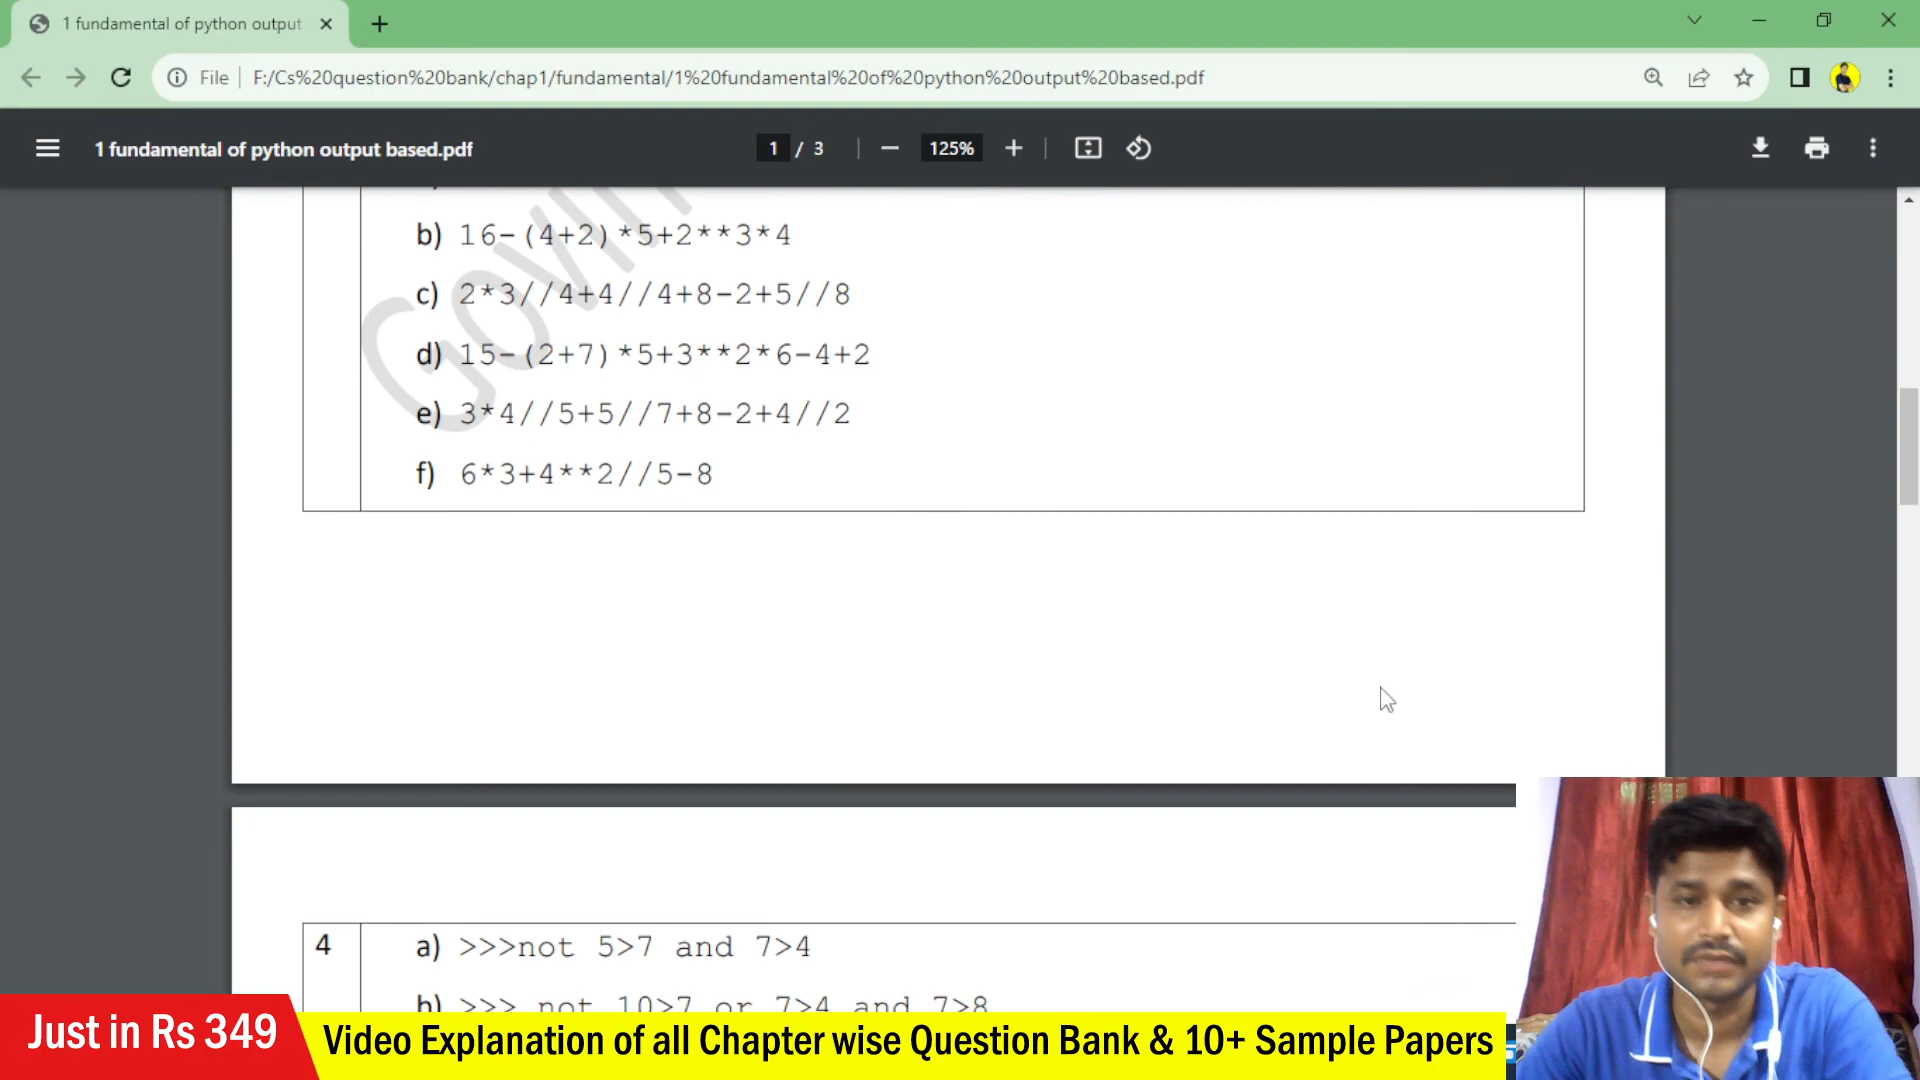 1 fundamental of python output
File F:/Cs%20question%20bank/chap1/fundamental/1%20fundamental%20of%20python%20output%20based.pdf
1 fundamental of python output based.pdf
1 / 3
125%
b) 16-(4+2)*5+2**3*4
c) 2*3//4+4//4+8-2+5//8
d) 15-(2+7)*5+3**2*6-4+2
e) 3*4//5+5//7+8-2+4//2
f) 6*3+4**2//5-8
4 a) >>>not 5>7 and 7>4
b) >>> not 10>7 or 7>4 and 7>8
Just in Rs 349
Video Explanation of all Chapter wise Question Bank & 10+ Sample Papers